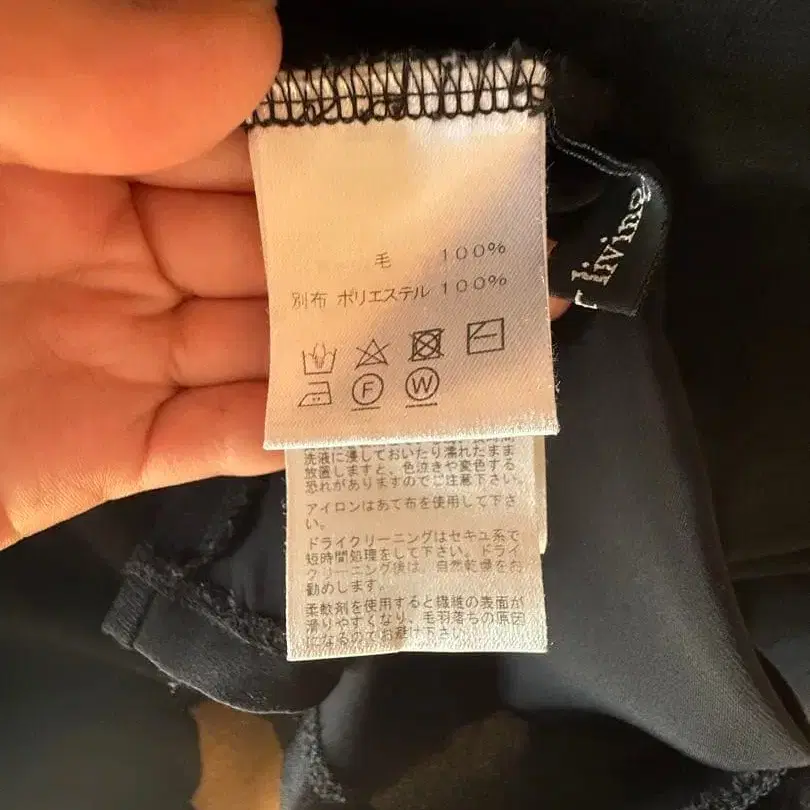 毛 100%
別布 ポリエステル 100%
F W
洗液に浸しておいたり濡れたまま
放置しますと、色泣きや変色する
恐れがありますのでご注意下さい。
アイロンはあて布を使用して下さ
い。
ドライクリーニングはセキユ系で
短時間処理をして下さい。ドライ
クリーニング後は、自然乾燥をお
勧めします。
柔軟剤を使用すると繊維の表面が
滑りやすくなり、毛羽落ちの原因
になるのでお避け下さい。
living